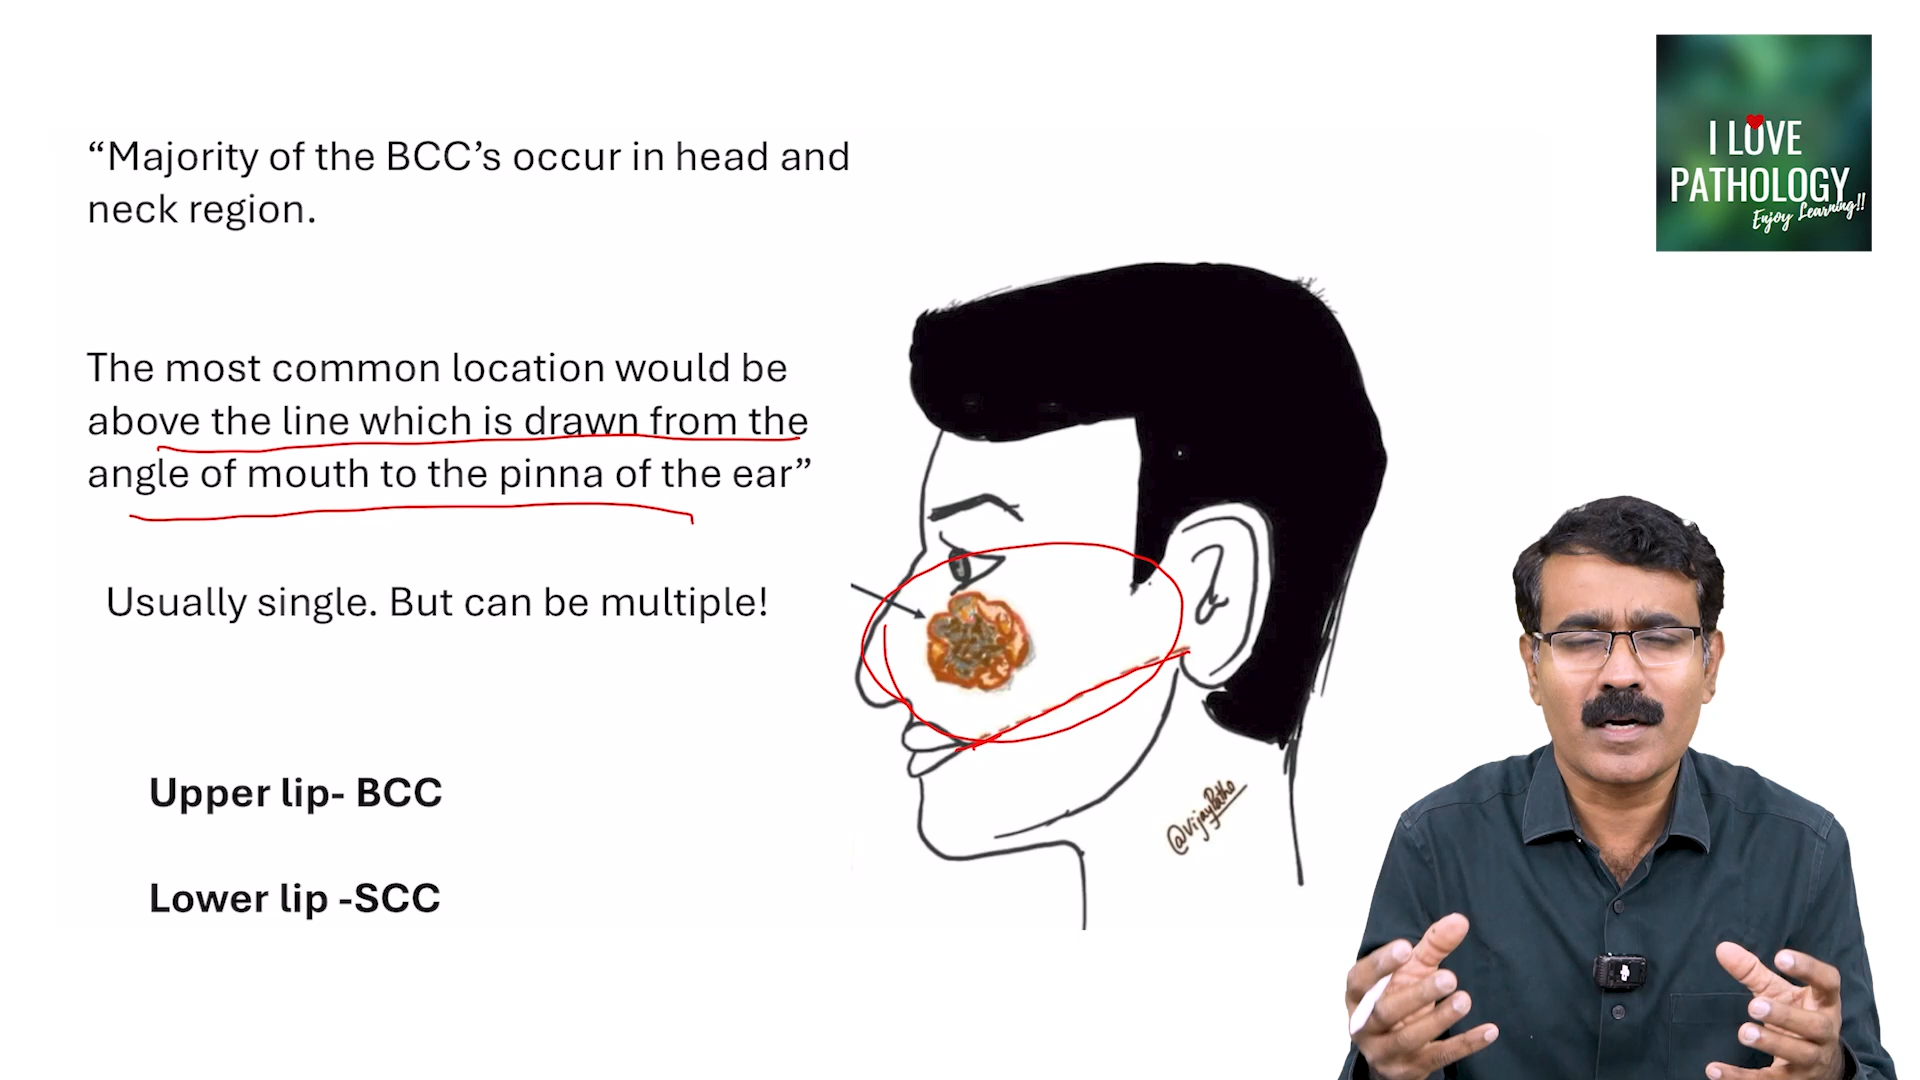 “Majority of the BCC’s occur in head and
neck region.
The most common location would be
above the line which is drawn from the
angle of mouth to the pinna of the ear”
Usually single. But can be multiple!
Upper lip- BCC
Lower lip -SCC
I LOVE
PATHOLOGY
Enjoy Learning!!
@VijayPatho